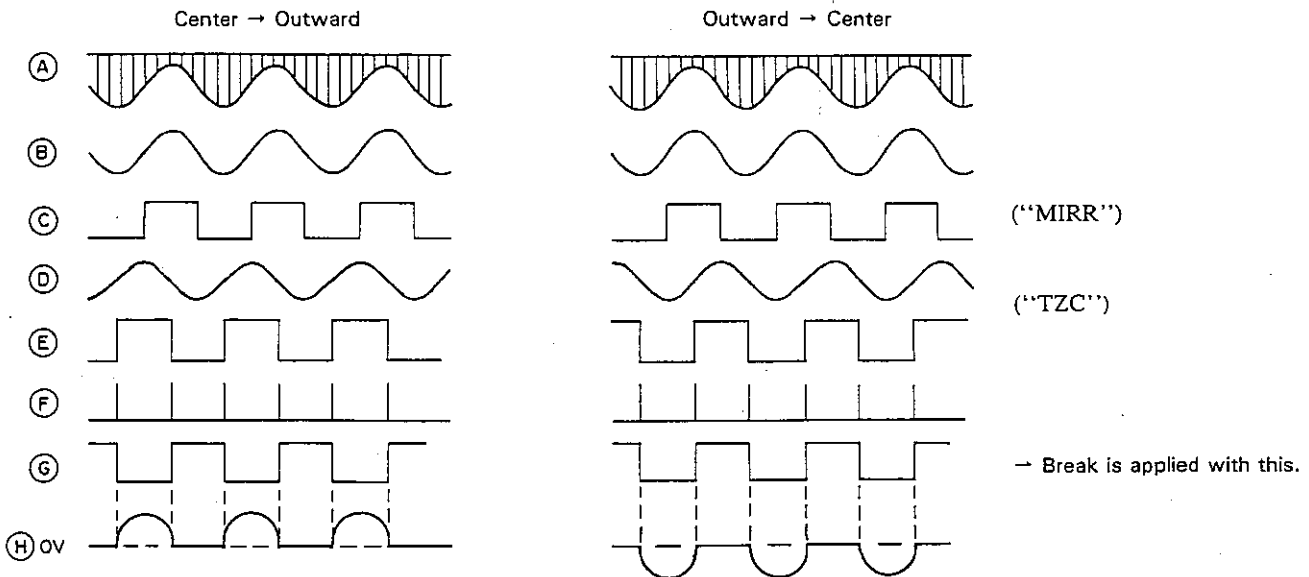 Center → Outward
Outward → Center
A
B
C
("MIRR")
D
("TZC")
E
F
G
→ Break is applied with this.
H OV